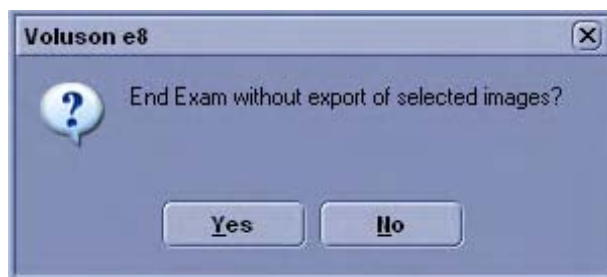 Voluson e8
End Exam without export of selected images?
Yes
No